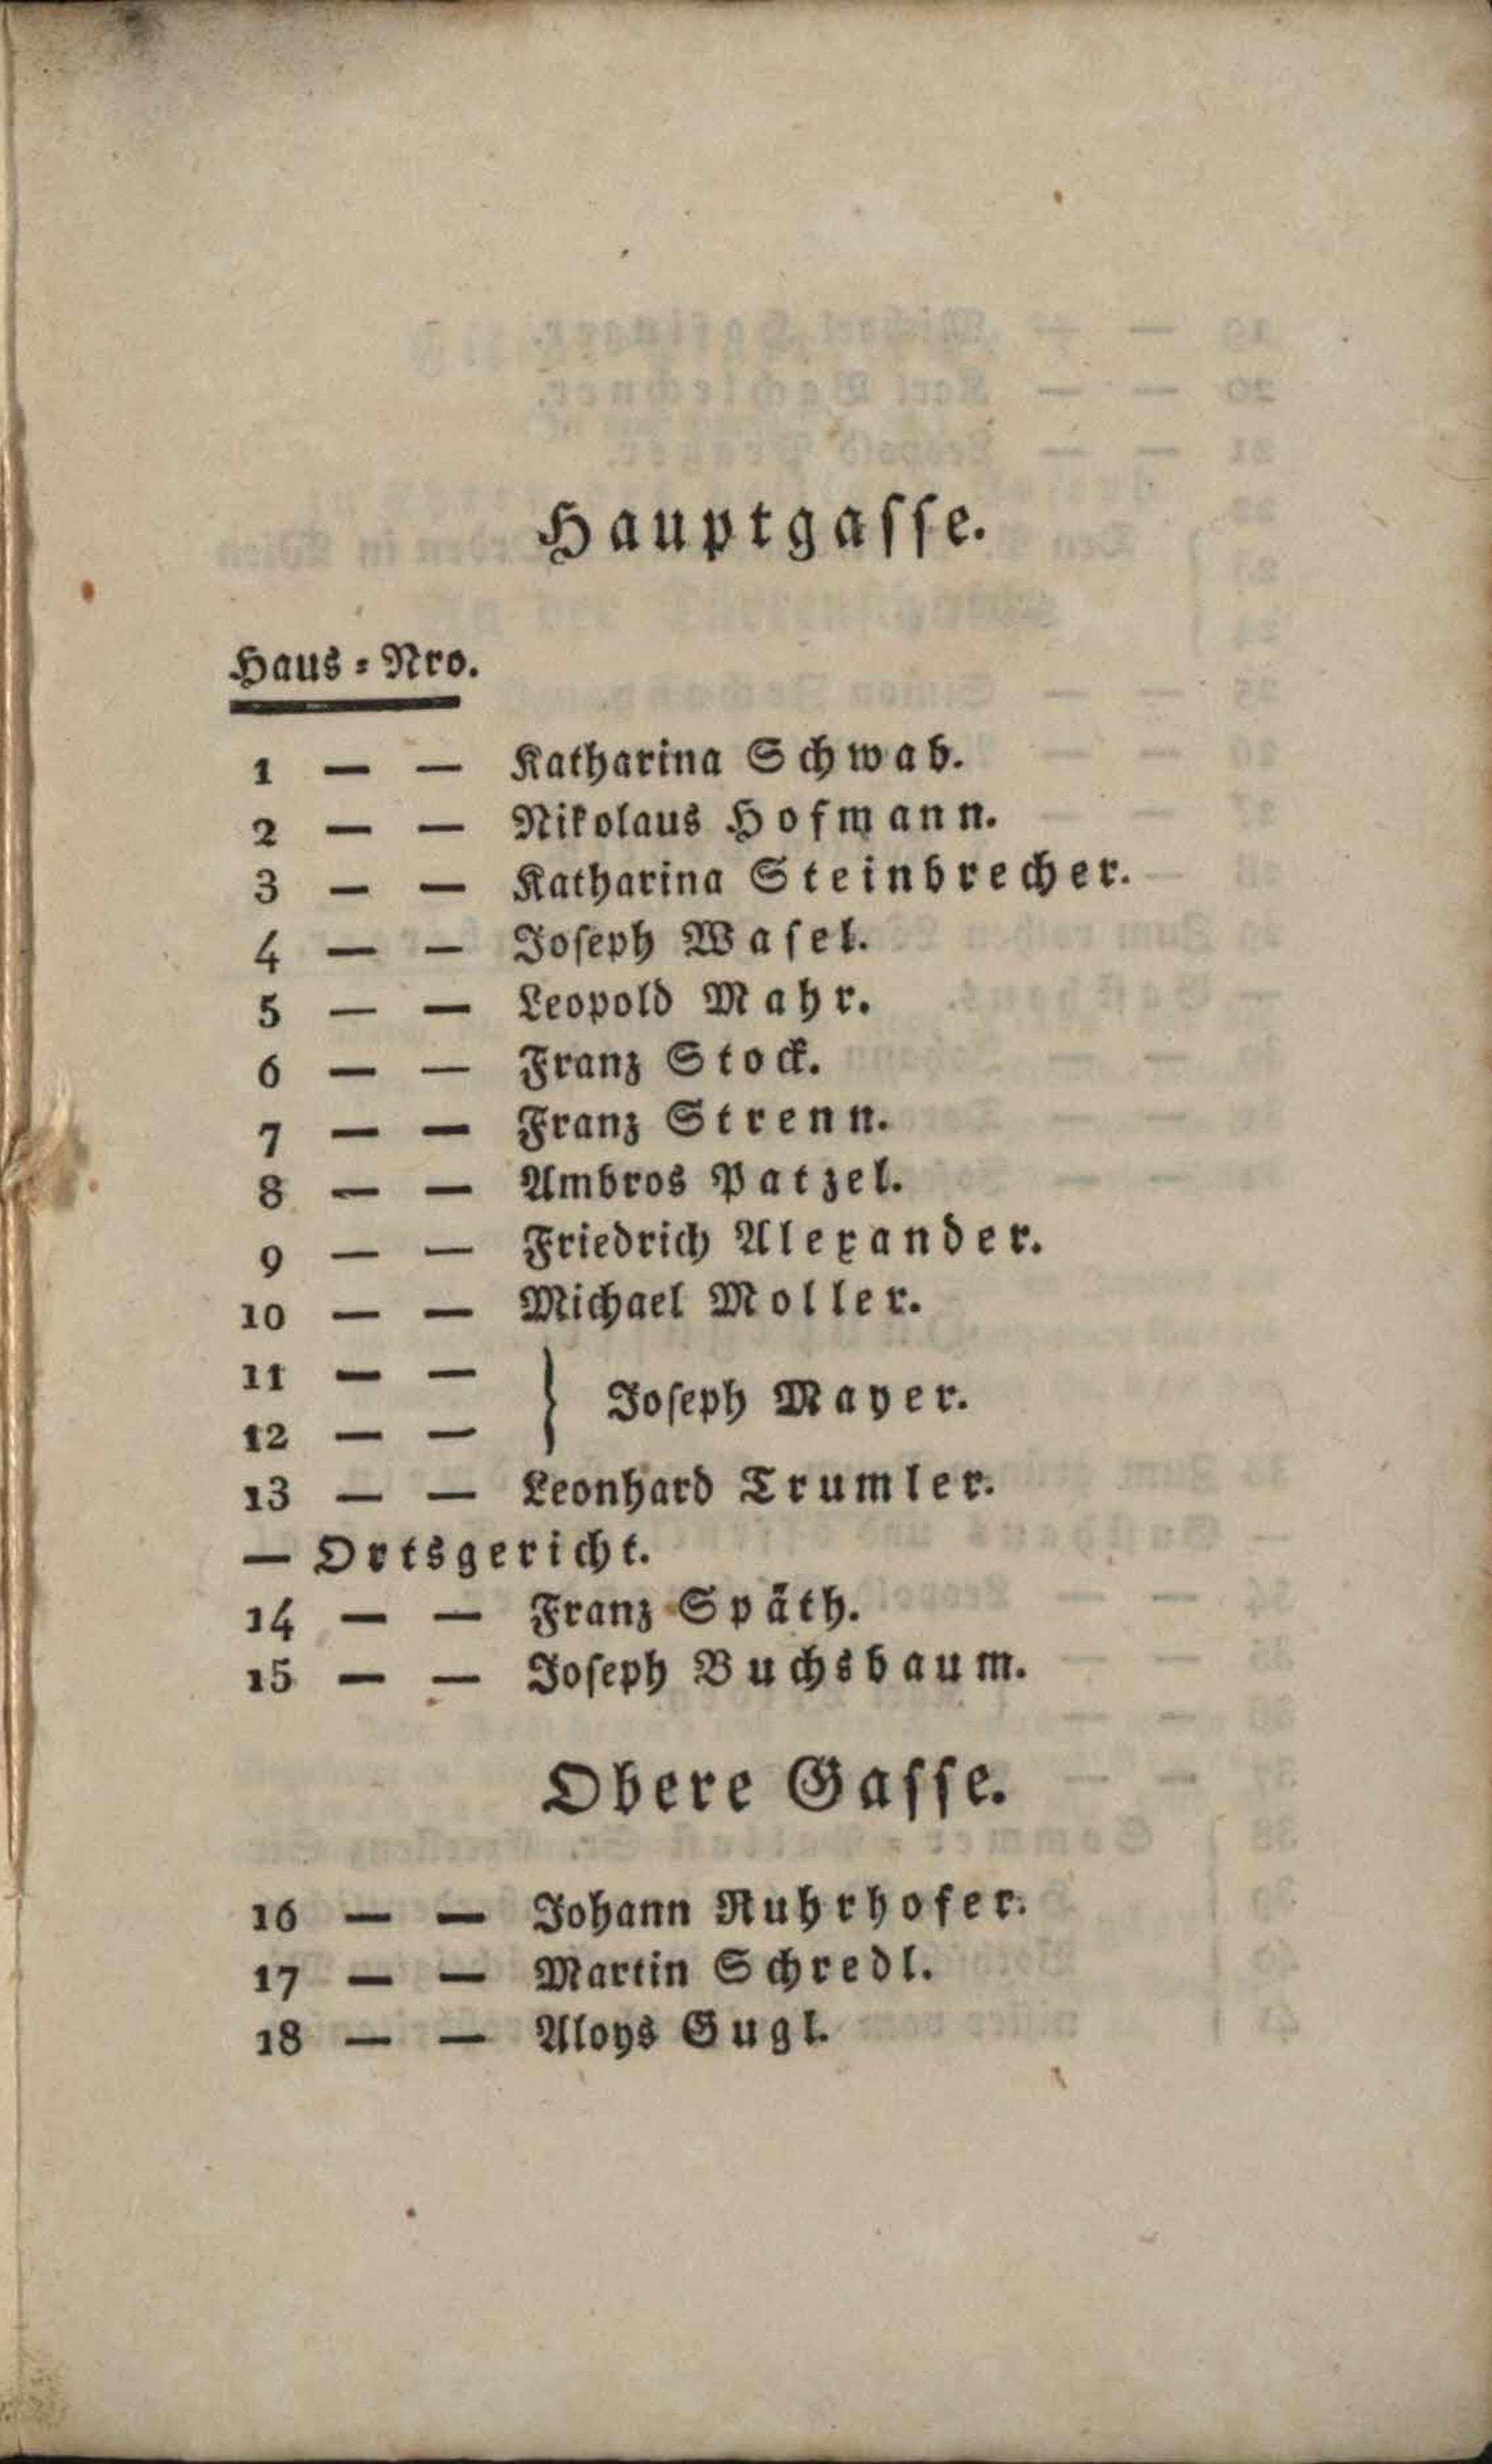 Hauptgasse.
Haus-Nro.
1 — — Katharina Schwab.
2 — — Nikolaus Hofmann.
3 — — Katharina Steinbrecher.
4 — — Joseph Wasel.
5 — — Leopold Mahr.
6 — — Franz Stock.
7 — — Franz Strenn.
8 — — Ambros Patzel.
9 — — Friedrich Alexander.
10 — — Michael Moller.
11 — —
} Joseph Mayer.
12 — —
13 — — Leonhard Trumler.
— Ortsgericht.
14 — — Franz Späth.
15 — — Joseph Buchsbaum.
Obere Gasse.
16 — — Johann Ruhrhofer.
17 — — Martin Schredl.
18 — — Aloys Gugl.